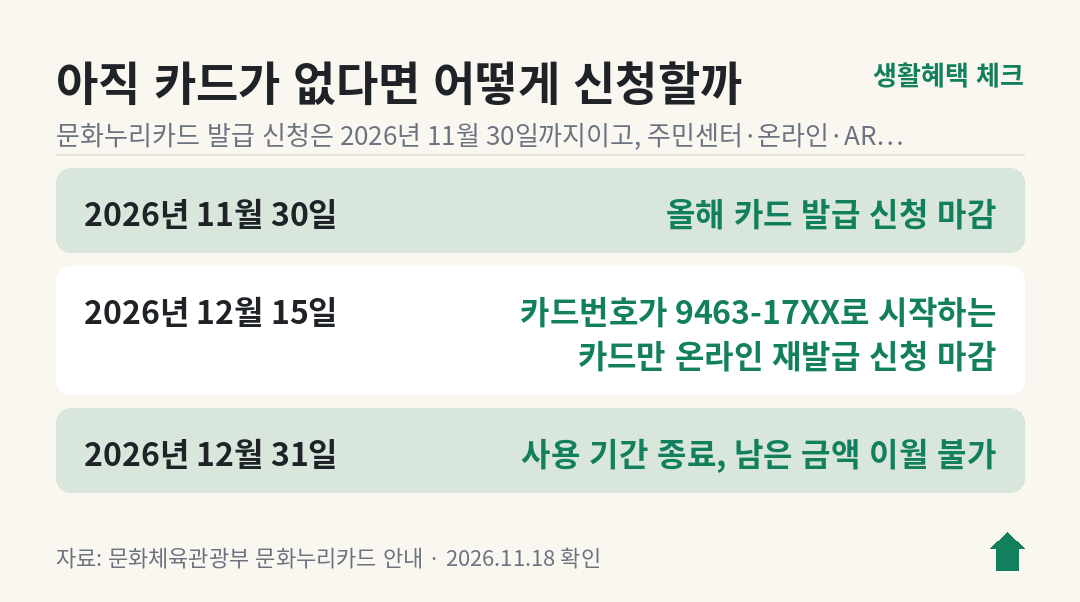 아직 카드가 없다면 어떻게 신청할까
생활혜택 체크
문화누리카드 발급 신청은 2026년 11월 30일까지이고, 주민센터·온라인·AR…
2026년 11월 30일
올해 카드 발급 신청 마감
2026년 12월 15일
카드번호가 9463-17XX로 시작하는
카드만 온라인 재발급 신청 마감
2026년 12월 31일
사용 기간 종료, 남은 금액 이월 불가
자료: 문화체육관광부 문화누리카드 안내 · 2026.11.18 확인